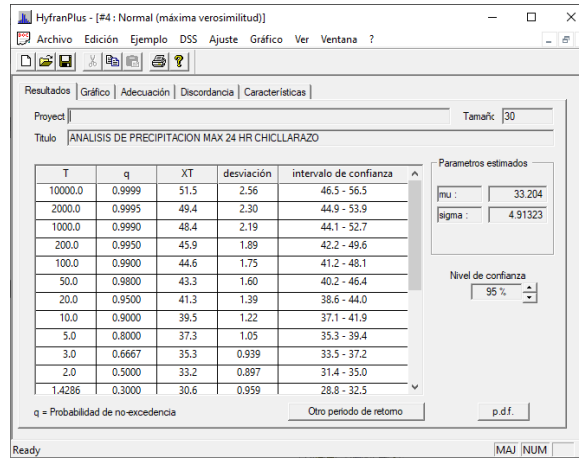 HyfranPlus - [#4 : Normal (máxima verosimilitud)]
Archivo Edición Ejemplo DSS Ajuste Gráfico Ver Ventana ?
Resultados Gráfico Adecuación Discordancia Características
Proyect Tamañc 30
Titulo ANALISIS DE PRECIPITACION MAX 24 HR CHICLLARAZO
T q XT desviación intervalo de confianza
10000.0 0.9999 51.5 2.56 46.5 - 56.5
2000.0 0.9995 49.4 2.30 44.9 - 53.9
1000.0 0.9990 48.4 2.19 44.1 - 52.7
200.0 0.9950 45.9 1.89 42.2 - 49.6
100.0 0.9900 44.6 1.75 41.2 - 48.1
50.0 0.9800 43.3 1.60 40.2 - 46.4
20.0 0.9500 41.3 1.39 38.6 - 44.0
10.0 0.9000 39.5 1.22 37.1 - 41.9
5.0 0.8000 37.3 1.05 35.3 - 39.4
3.0 0.6667 35.3 0.939 33.5 - 37.2
2.0 0.5000 33.2 0.897 31.4 - 35.0
1.4286 0.3000 30.6 0.959 28.8 - 32.5
Parametros estimados
mu : 33.204
sigma : 4.91323
Nivel de confianza
95 %
q = Probabilidad de no-excedencia Otro periodo de retorno p.d.f.
Ready MAJ NUM